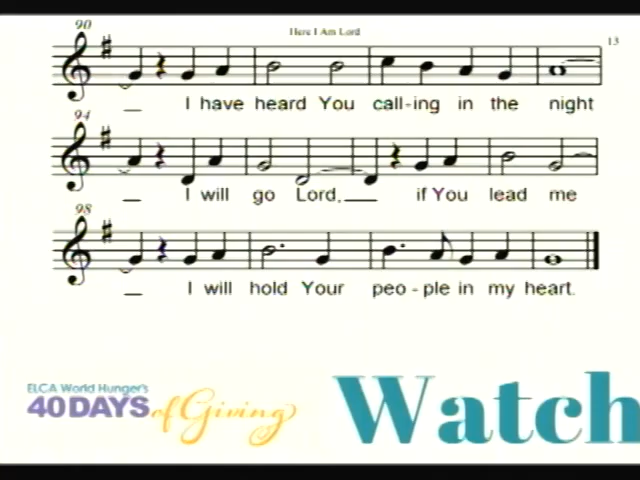 90
Here I Am Lord
13
I have heard You call-ing in the night
94
I will go Lord, if You lead me
98
I will hold Your peo - ple in my heart.
ELCA World Hunger's
40 DAYS of Giving
Watch